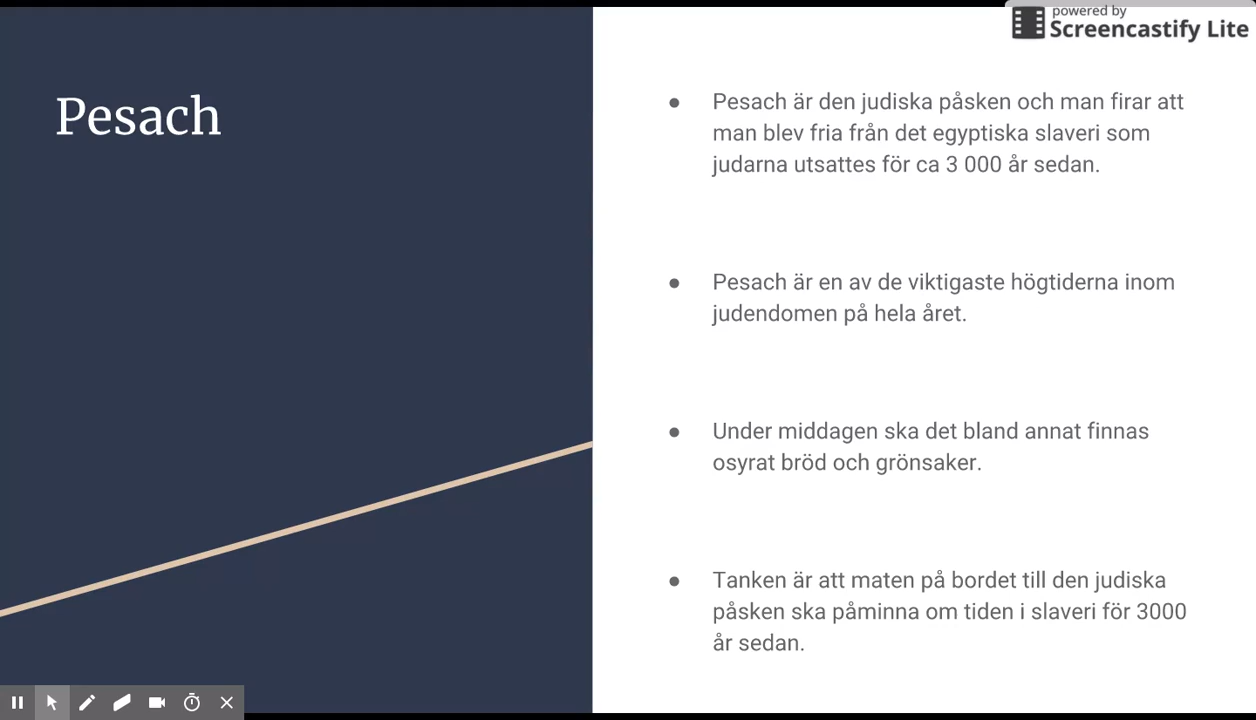 powered by
Screencastify Lite
Pesach
● Pesach är den judiska påsken och man firar att
man blev fria från det egyptiska slaveri som
judarna utsattes för ca 3 000 år sedan.
● Pesach är en av de viktigaste högtiderna inom
judendomen på hela året.
● Under middagen ska det bland annat finnas
osyrat bröd och grönsaker.
● Tanken är att maten på bordet till den judiska
påsken ska påminna om tiden i slaveri för 3000
år sedan.